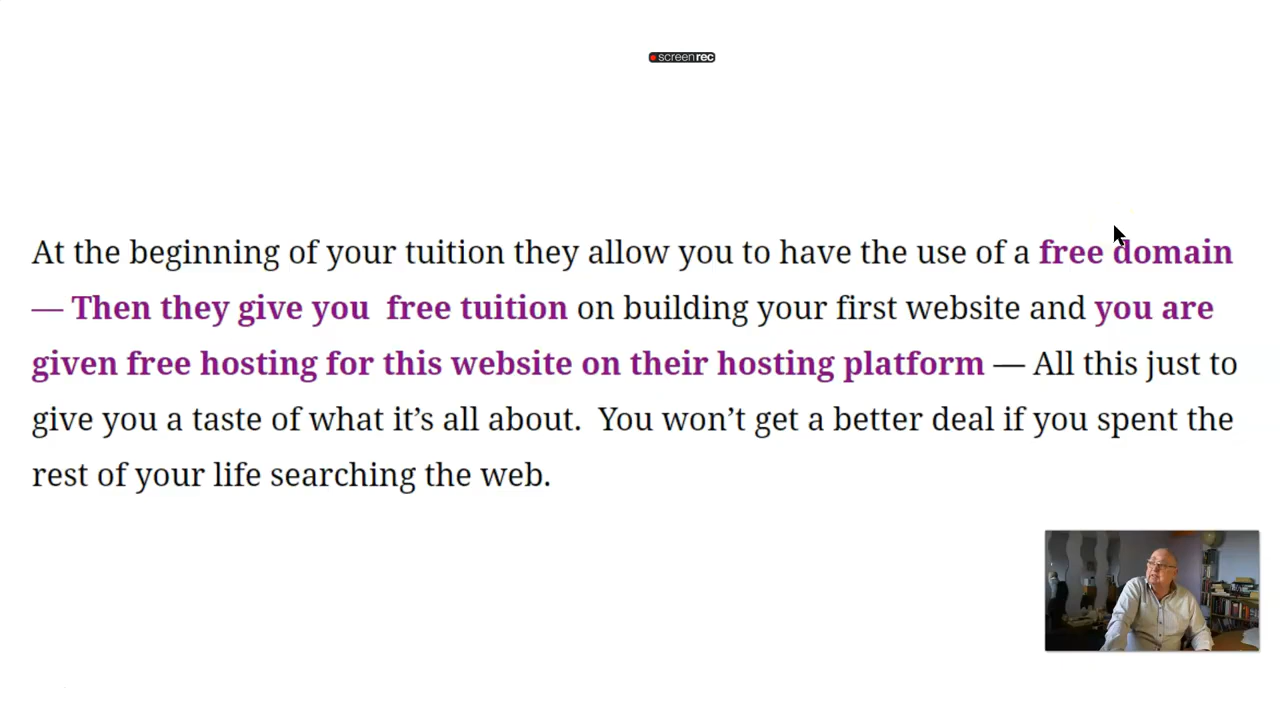 screenrec
At the beginning of your tuition they allow you to have the use of a free domain
— Then they give you  free tuition on building your first website and you are
given free hosting for this website on their hosting platform — All this just to
give you a taste of what it’s all about.  You won’t get a better deal if you spent the
rest of your life searching the web.